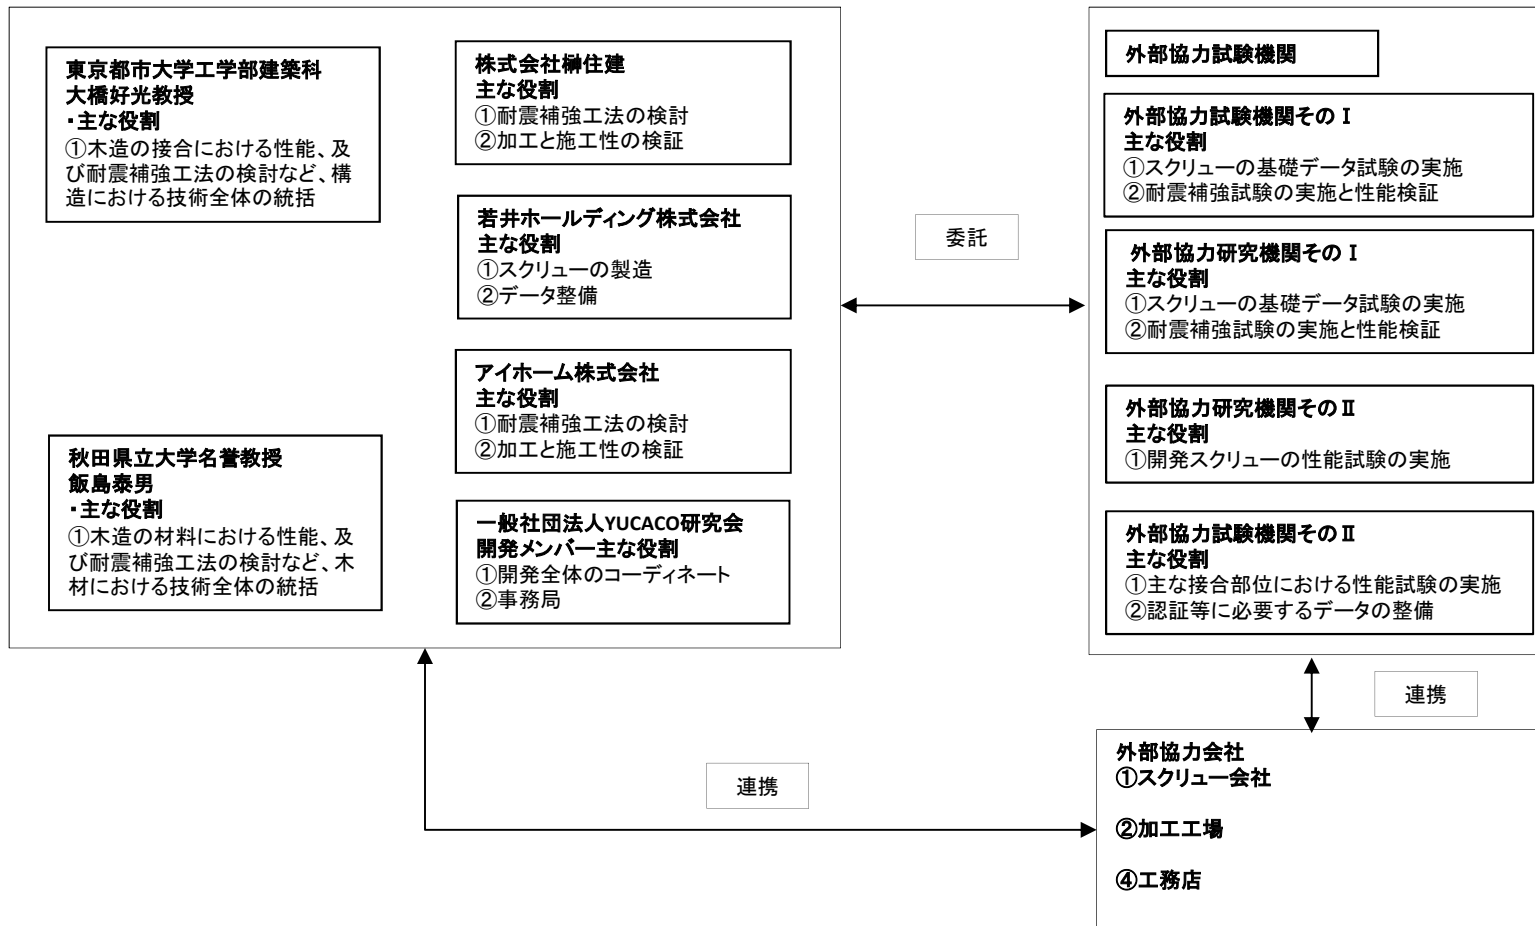 東京都市大学工学部建築科
大橋好光教授
・主な役割
①木造の接合における性能、及
び耐震補強工法の検討など、構
造における技術全体の統括
秋田県立大学名誉教授
飯島泰男
・主な役割
①木造の材料における性能、及
び耐震補強工法の検討など、木
材における技術全体の統括
株式会社榊住建
主な役割
①耐震補強工法の検討
②加工と施工性の検証
若井ホールディング株式会社
主な役割
①スクリューの製造
②データ整備
アイホーム株式会社
主な役割
①耐震補強工法の検討
②加工と施工性の検証
一般社団法人YUCACO研究会
開発メンバー主な役割
①開発全体のコーディネート
②事務局
委託
外部協力試験機関
外部協力試験機関そのⅠ
主な役割
①スクリューの基礎データ試験の実施
②耐震補強試験の実施と性能検証
外部協力研究機関そのⅠ
主な役割
①スクリューの基礎データ試験の実施
②耐震補強試験の実施と性能検証
外部協力研究機関そのⅡ
主な役割
①開発スクリューの性能試験の実施
外部協力試験機関そのⅡ
主な役割
①主な接合部位における性能試験の実施
②認証等に必要するデータの整備
連携
連携
外部協力会社
①スクリュー会社
②加工工場
④工務店